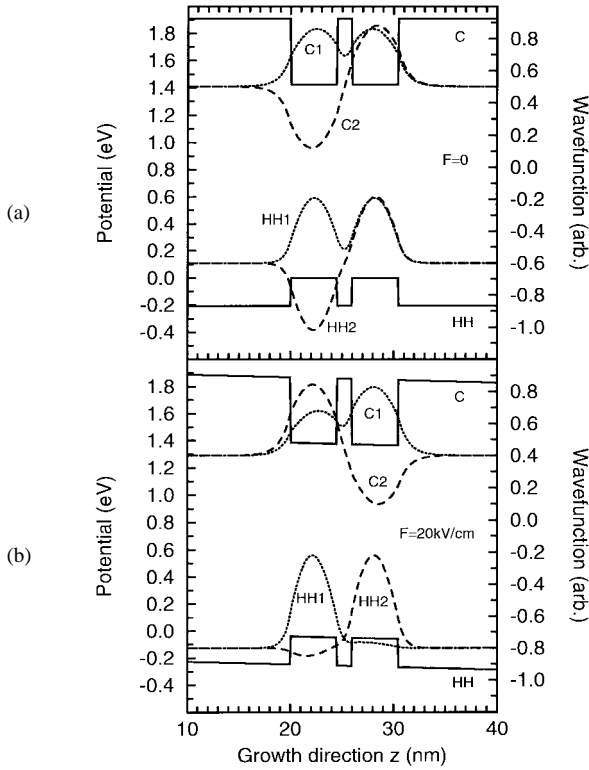 (a)
Potential (eV)
1.8
1.6
1.4
1.2
1.0
0.8
0.6
0.4
0.2
0.0
-0.2
-0.4
C1
C
C2
F=0
HH1
HH2
HH
0.8
0.6
0.4
0.2
0.0
-0.2
-0.4
-0.6
-0.8
-1.0
Wavefunction (arb.)
(b)
Potential (eV)
1.8
1.6
1.4
1.2
1.0
0.8
0.6
0.4
0.2
0.0
-0.2
-0.4
C
C1
C2
F=20kV/cm
HH1
HH2
HH
0.8
0.6
0.4
0.2
0.0
-0.2
-0.4
-0.6
-0.8
-1.0
Wavefunction (arb.)
10 20 30 40
Growth direction z (nm)